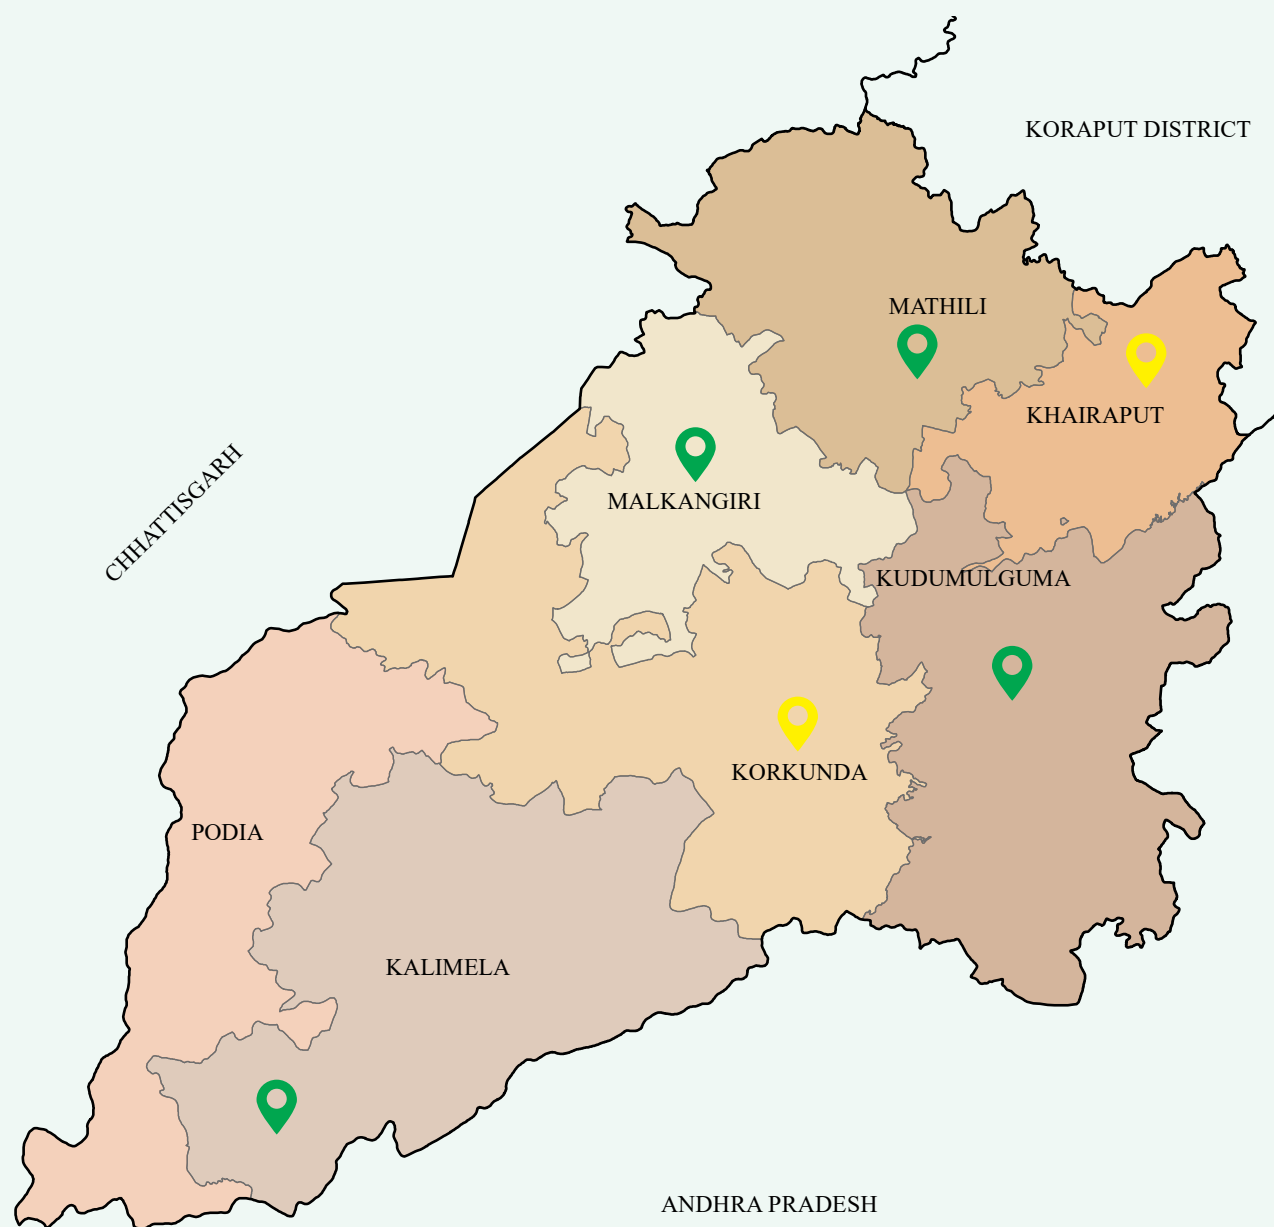 KORAPUT DISTRICT
MATHILI
KHAIRAPUT
CHHATTISGARH
MALKANGIRI
KUDUMULGUMA
KORKUNDA
PODIA
KALIMELA
ANDHRA PRADESH